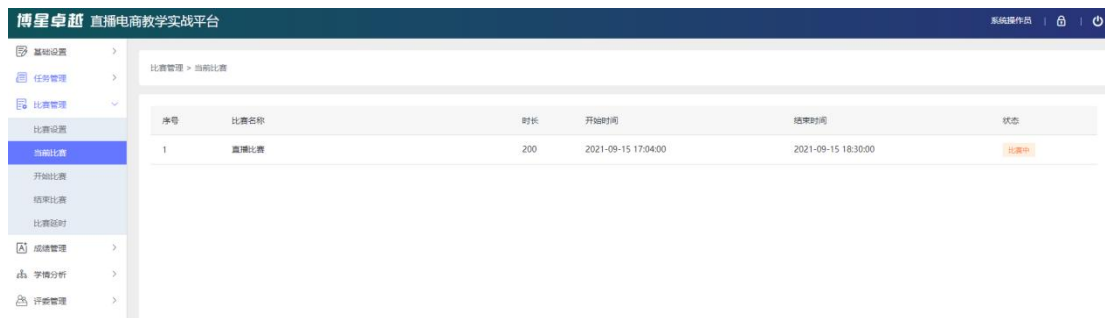 博星卓越 直播电商教学实战平台 系统操作员
基础设置
任务管理
比赛管理
比赛设置
当前比赛
开始比赛
结束比赛
比赛延时
成绩管理
学情分析
评委管理
比赛管理 > 当前比赛
序号 比赛名称 时长 开始时间 结束时间 状态
1 直播比赛 200 2021-09-15 17:04:00 2021-09-15 18:30:00 比赛中